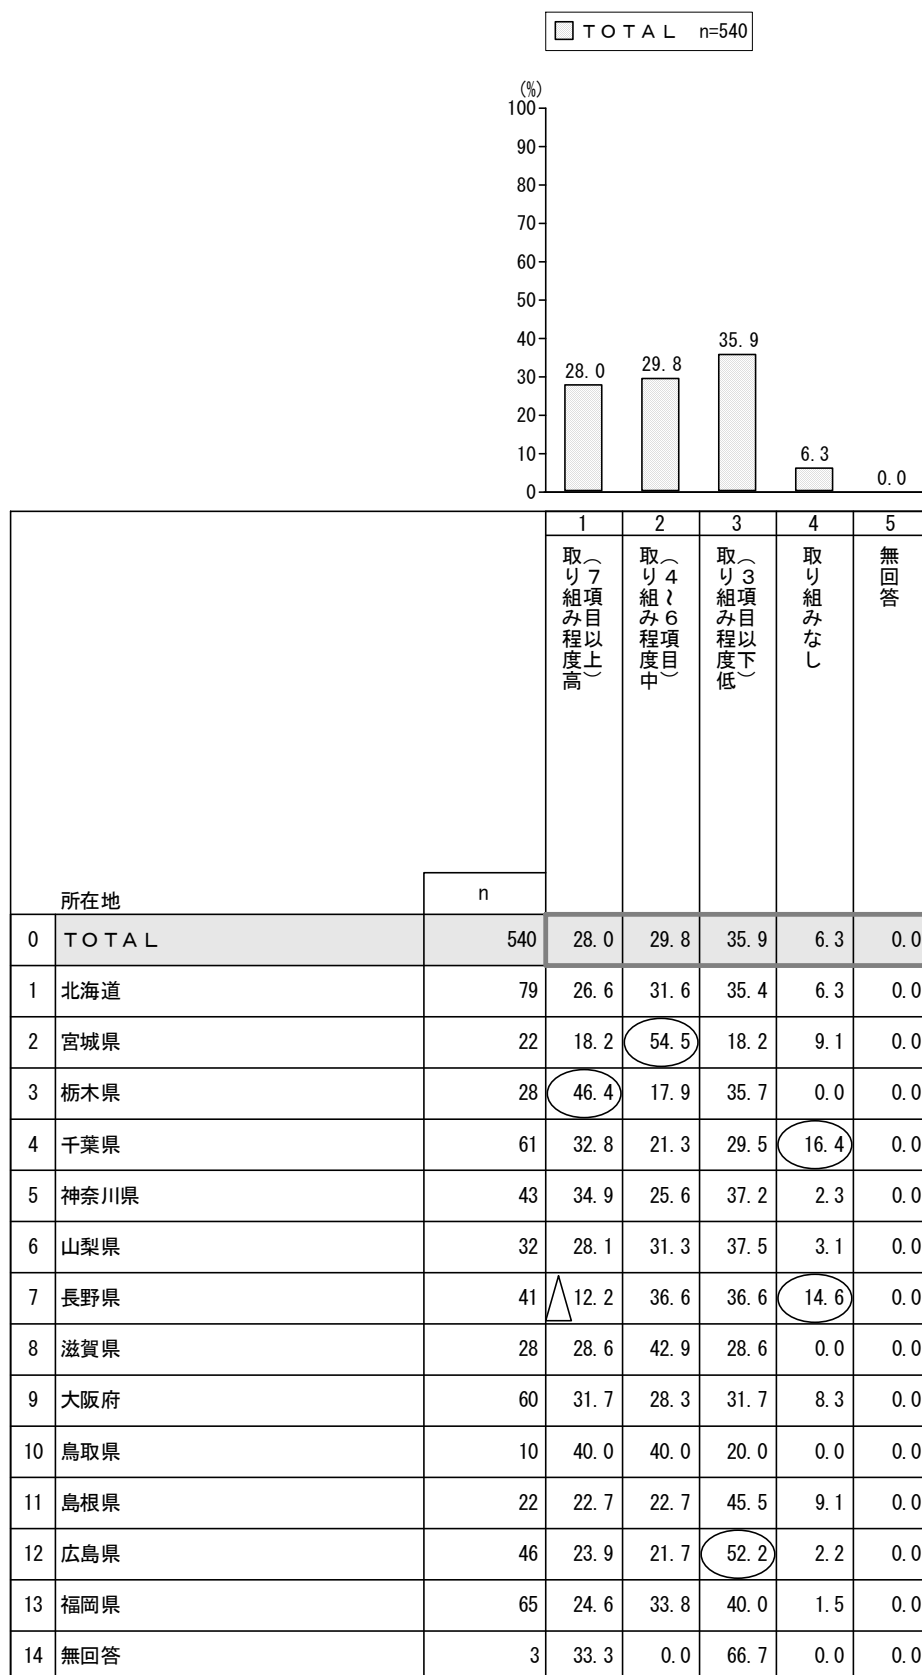 ＴＯＴＡＬ n=540
(%)
100
90
80
70
60
50
40
30
20
10
0
28.0
29.8
35.9
6.3
0.0
1 2 3 4 5
取り組み程度高（７項目以上）
取り組み程度中（４～６項目）
取り組み程度低（３項目以下）
取り組みなし
無回答
所在地 n
0 ＴＯＴＡＬ 540 28.0 29.8 35.9 6.3 0.0
1 北海道 79 26.6 31.6 35.4 6.3 0.0
2 宮城県 22 18.2 54.5 18.2 9.1 0.0
3 栃木県 28 46.4 17.9 35.7 0.0 0.0
4 千葉県 61 32.8 21.3 29.5 16.4 0.0
5 神奈川県 43 34.9 25.6 37.2 2.3 0.0
6 山梨県 32 28.1 31.3 37.5 3.1 0.0
7 長野県 41 12.2 36.6 36.6 14.6 0.0
8 滋賀県 28 28.6 42.9 28.6 0.0 0.0
9 大阪府 60 31.7 28.3 31.7 8.3 0.0
10 鳥取県 10 40.0 40.0 20.0 0.0 0.0
11 島根県 22 22.7 22.7 45.5 9.1 0.0
12 広島県 46 23.9 21.7 52.2 2.2 0.0
13 福岡県 65 24.6 33.8 40.0 1.5 0.0
14 無回答 3 33.3 0.0 66.7 0.0 0.0